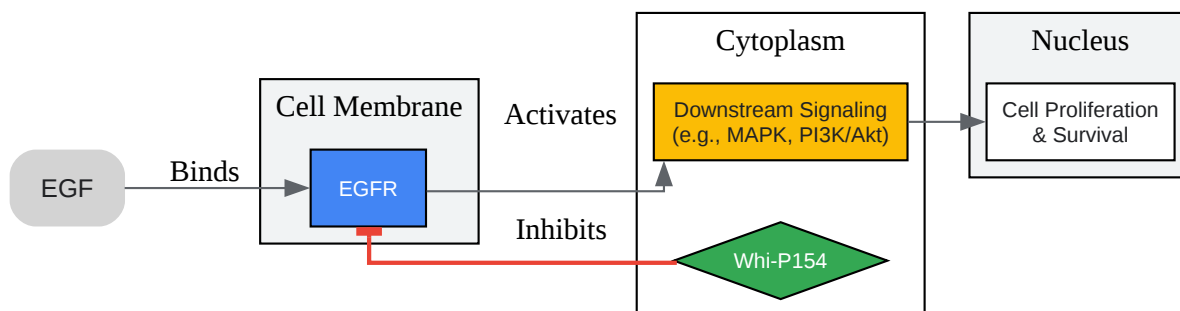 Cytoplasm
Nucleus
Cell Membrane
Activates
Downstream Signaling
(e.g., MAPK, PI3K/Akt)
Cell Proliferation
& Survival
EGF
Binds
EGFR
Inhibits
Whi-P154